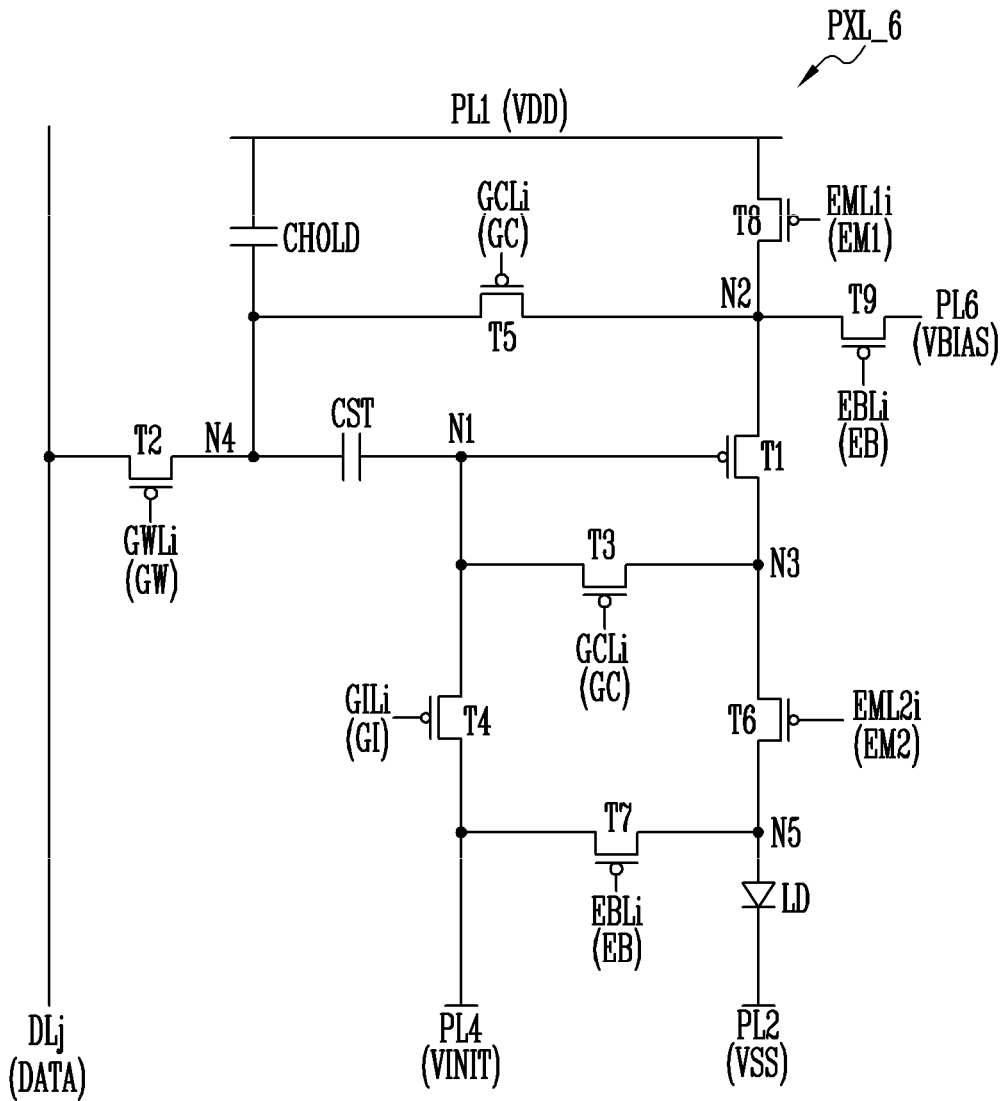 PXL_6
PL1 (VDD)
GCLi
(GC)
EML1i
(EM1)
T8
CHOLD
N2
T9
PL6
(VBIAS)
T5
EBLi
(EB)
CST
T2
N4
N1
T1
GWLi
(GW)
T3
N3
GCLi
(GC)
GILi
(GI)
T4
T6
EML2i
(EM2)
T7
N5
EBLi
(EB)
LD
DLj
(DATA)
PL4
(VINIT)
PL2
(VSS)